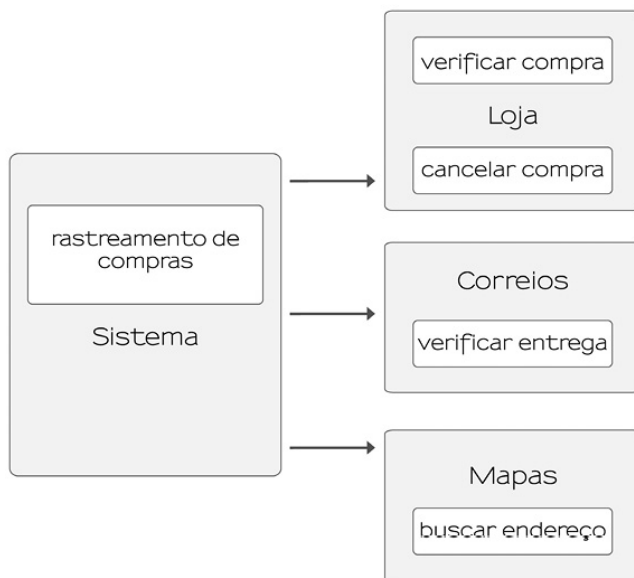 rastreamento de
compras
Sistema
verificar compra
Loja
cancelar compra
Correios
verificar entrega
Mapas
buscar endereço